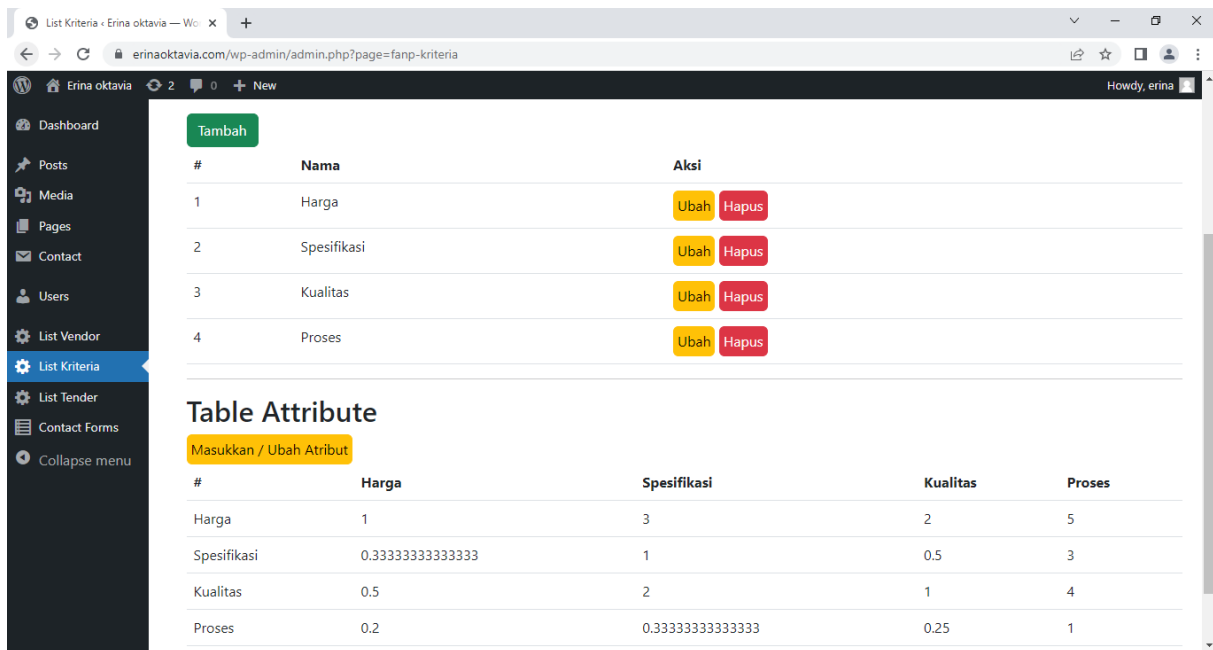 List Kriteria ‹ Erina oktavia — Wo
erinaoktavia.com/wp-admin/admin.php?page=fanp-kriteria
Erina oktavia 2 0 + New Howdy, erina
Dashboard
Posts
Media
Pages
Contact
Users
List Vendor
List Kriteria
List Tender
Contact Forms
Collapse menu
Tambah
# Nama Aksi
1 Harga Ubah Hapus
2 Spesifikasi Ubah Hapus
3 Kualitas Ubah Hapus
4 Proses Ubah Hapus
Table Attribute
Masukkan / Ubah Atribut
# Harga Spesifikasi Kualitas Proses
Harga 1 3 2 5
Spesifikasi 0.33333333333333 1 0.5 3
Kualitas 0.5 2 1 4
Proses 0.2 0.33333333333333 0.25 1